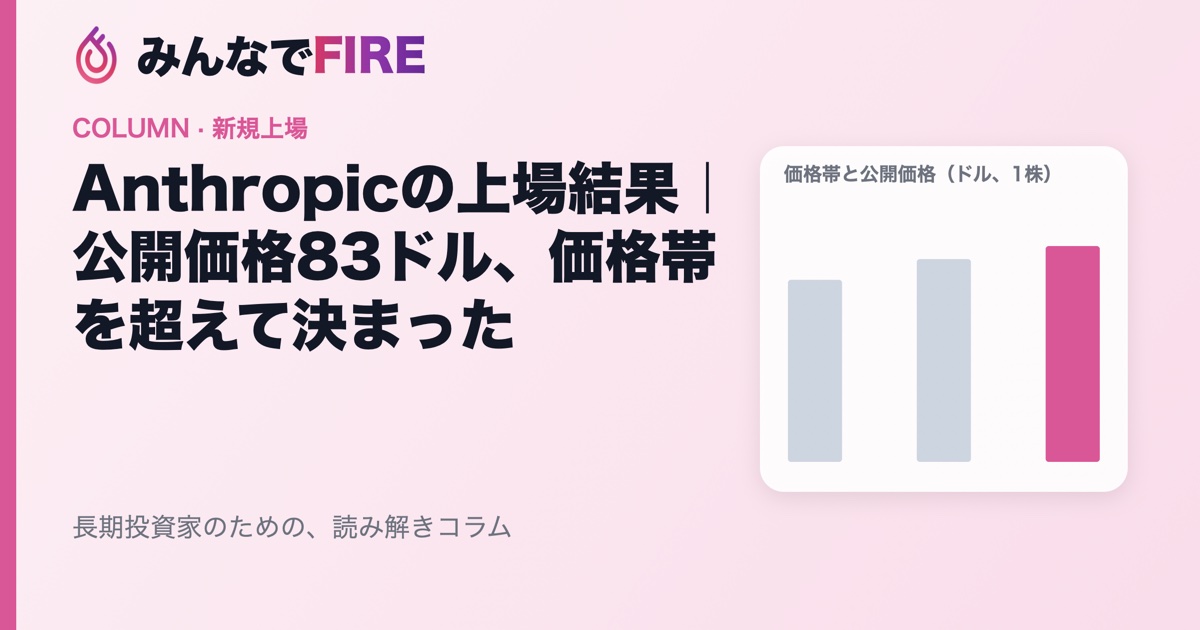 みんなでFIRE
COLUMN · 新規上場
Anthropicの上場結果｜
公開価格83ドル、価格帯
を超えて決まった
価格帯と公開価格（ドル、1株）
長期投資家のための、読み解きコラム